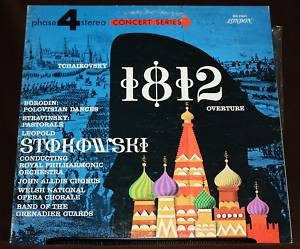 phase 4 stereo CONCERT SERIES
LONDON
TCHAIKOVSKY
1812
OVERTURE
BORODIN:
POLOVTSIAN DANCES
STRAVINSKY:
PASTORALE
LEOPOLD
STOKOWSKI
CONDUCTING
ROYAL PHILHARMONIC
ORCHESTRA
JOHN ALLDIS CHORUS
WELSH NATIONAL
OPERA CHORALE
BAND OF THE
GRENADIER GUARDS